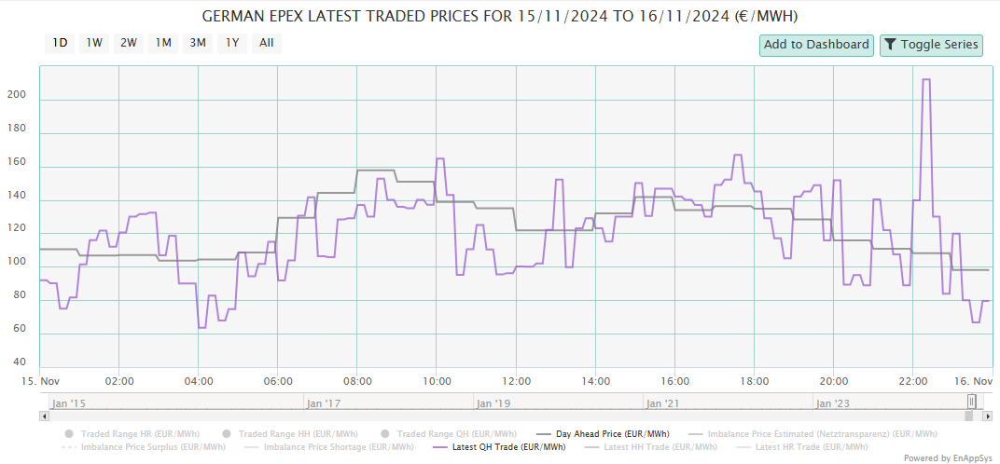 GERMAN EPEX LATEST TRADED PRICES FOR 15/11/2024 TO 16/11/2024 (€/MWH)
1D 1W 2W 1M 3M 1Y All
Add to Dashboard Toggle Series
200
180
160
140
120
100
80
60
40
15. Nov 02:00 04:00 06:00 08:00 10:00 12:00 14:00 16:00 18:00 20:00 22:00 16. Nov
Jan '15 Jan '17 Jan '19 Jan '21 Jan '23
Traded Range HR (EUR/MWh) Traded Range HH (EUR/MWh) Traded Range QH (EUR/MWh) Day Ahead Price (EUR/MWh) Imbalance Price Estimated (Netztransparenz) (EUR/MWh)
Imbalance Price Surplus (EUR/MWh) Imbalance Price Shortage (EUR/MWh) Latest QH Trade (EUR/MWh) Latest HH Trade (EUR/MWh) Latest HR Trade (EUR/MWh)
Powered by EnAppSys